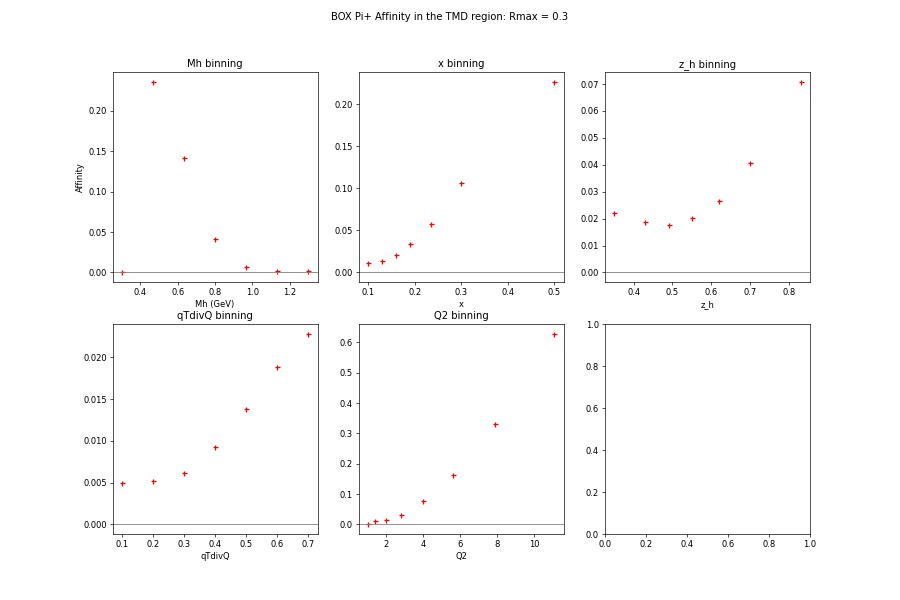 BOX Pi+ Affinity in the TMD region: Rmax = 0.3
Mh binning
Affinity
0.20
0.15
0.10
0.05
0.00
0.4 0.6 0.8 1.0 1.2
Mh (GeV)
x binning
0.20
0.15
0.10
0.05
0.00
0.1 0.2 0.3 0.4 0.5
x
z_h binning
0.07
0.06
0.05
0.04
0.03
0.02
0.01
0.00
0.4 0.5 0.6 0.7 0.8
z_h
qTdivQ binning
0.020
0.015
0.010
0.005
0.000
0.1 0.2 0.3 0.4 0.5 0.6 0.7
qTdivQ
Q2 binning
0.6
0.5
0.4
0.3
0.2
0.1
0.0
2 4 6 8 10
Q2
1.0
0.8
0.6
0.4
0.2
0.0
0.0 0.2 0.4 0.6 0.8 1.0